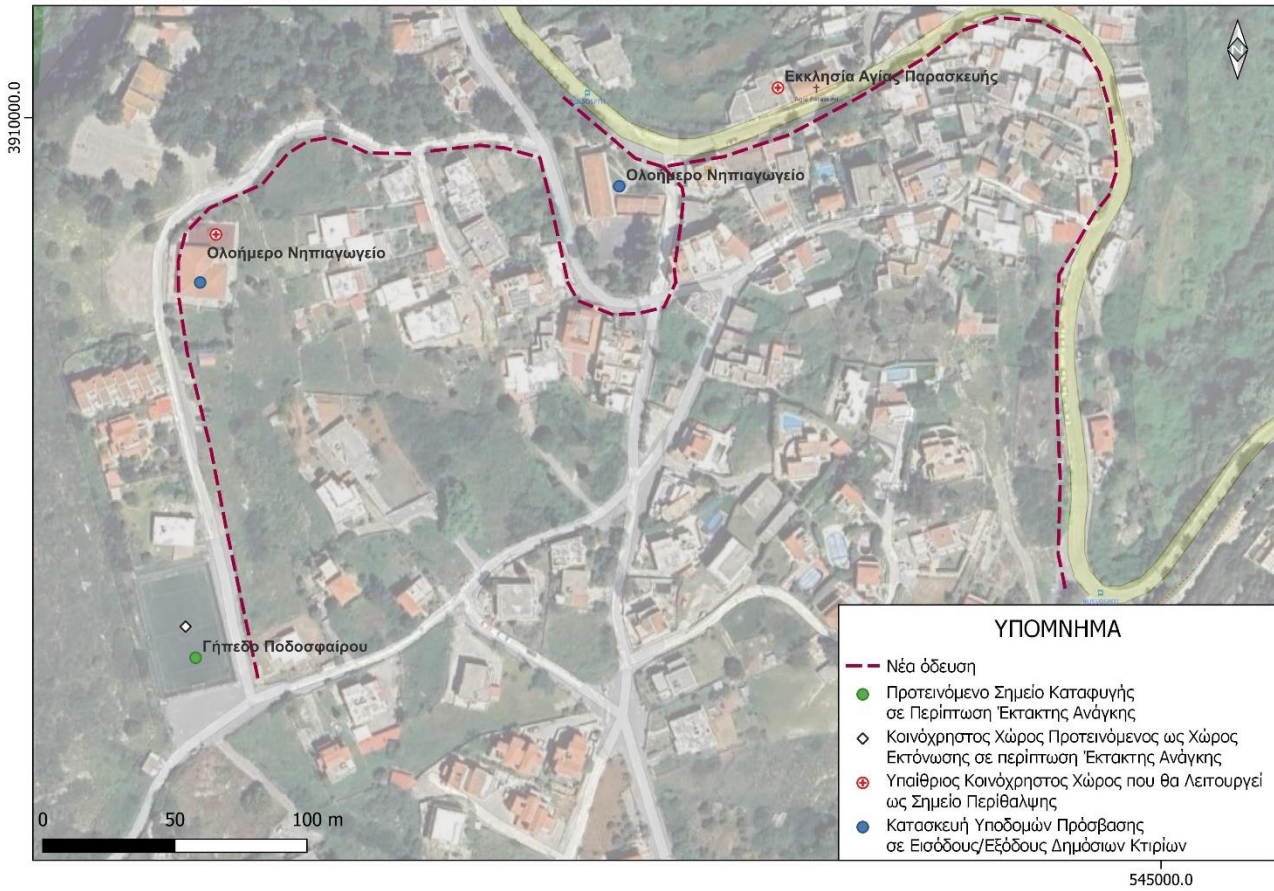 3910000.0
Εκκλησία Αγίας Παρασκευής
Ολοήμερο Νηπιαγωγείο
Ολοήμερο Νηπιαγωγείο
Γήπεδο Ποδοσφαίρου
N
ΥΠΟΜΝΗΜΑ
Νέα όδευση
Προτεινόμενο Σημείο Καταφυγής
σε Περίπτωση Έκτακτης Ανάγκης
Κοινόχρηστος Χώρος Προτεινόμενος ως Χώρος
Εκτόνωσης σε περίπτωση Έκτακτης Ανάγκης
Υπαίθριος Κοινόχρηστος Χώρος που θα Λειτουργεί
ως Σημείο Περίθαλψης
Κατασκευή Υποδομών Πρόσβασης
σε Εισόδους/Εξόδους Δημόσιων Κτιρίων
0 50 100 m
545000.0